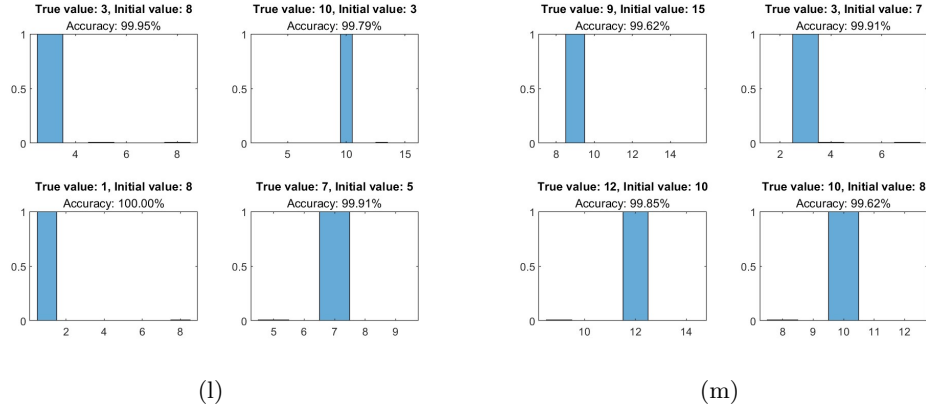 True value: 3, Initial value: 8
Accuracy: 99.95%
1
0.5
0
4 6 8
True value: 10, Initial value: 3
Accuracy: 99.79%
1
0.5
0
5 10 15
True value: 1, Initial value: 8
Accuracy: 100.00%
1
0.5
0
2 4 6 8
True value: 7, Initial value: 5
Accuracy: 99.91%
1
0.5
0
5 6 7 8 9
(l)
True value: 9, Initial value: 15
Accuracy: 99.62%
1
0.5
0
8 10 12 14
True value: 3, Initial value: 7
Accuracy: 99.91%
1
0.5
0
2 4 6
True value: 12, Initial value: 10
Accuracy: 99.85%
1
0.5
0
10 12 14
True value: 10, Initial value: 8
Accuracy: 99.62%
1
0.5
0
8 9 10 11 12
(m)